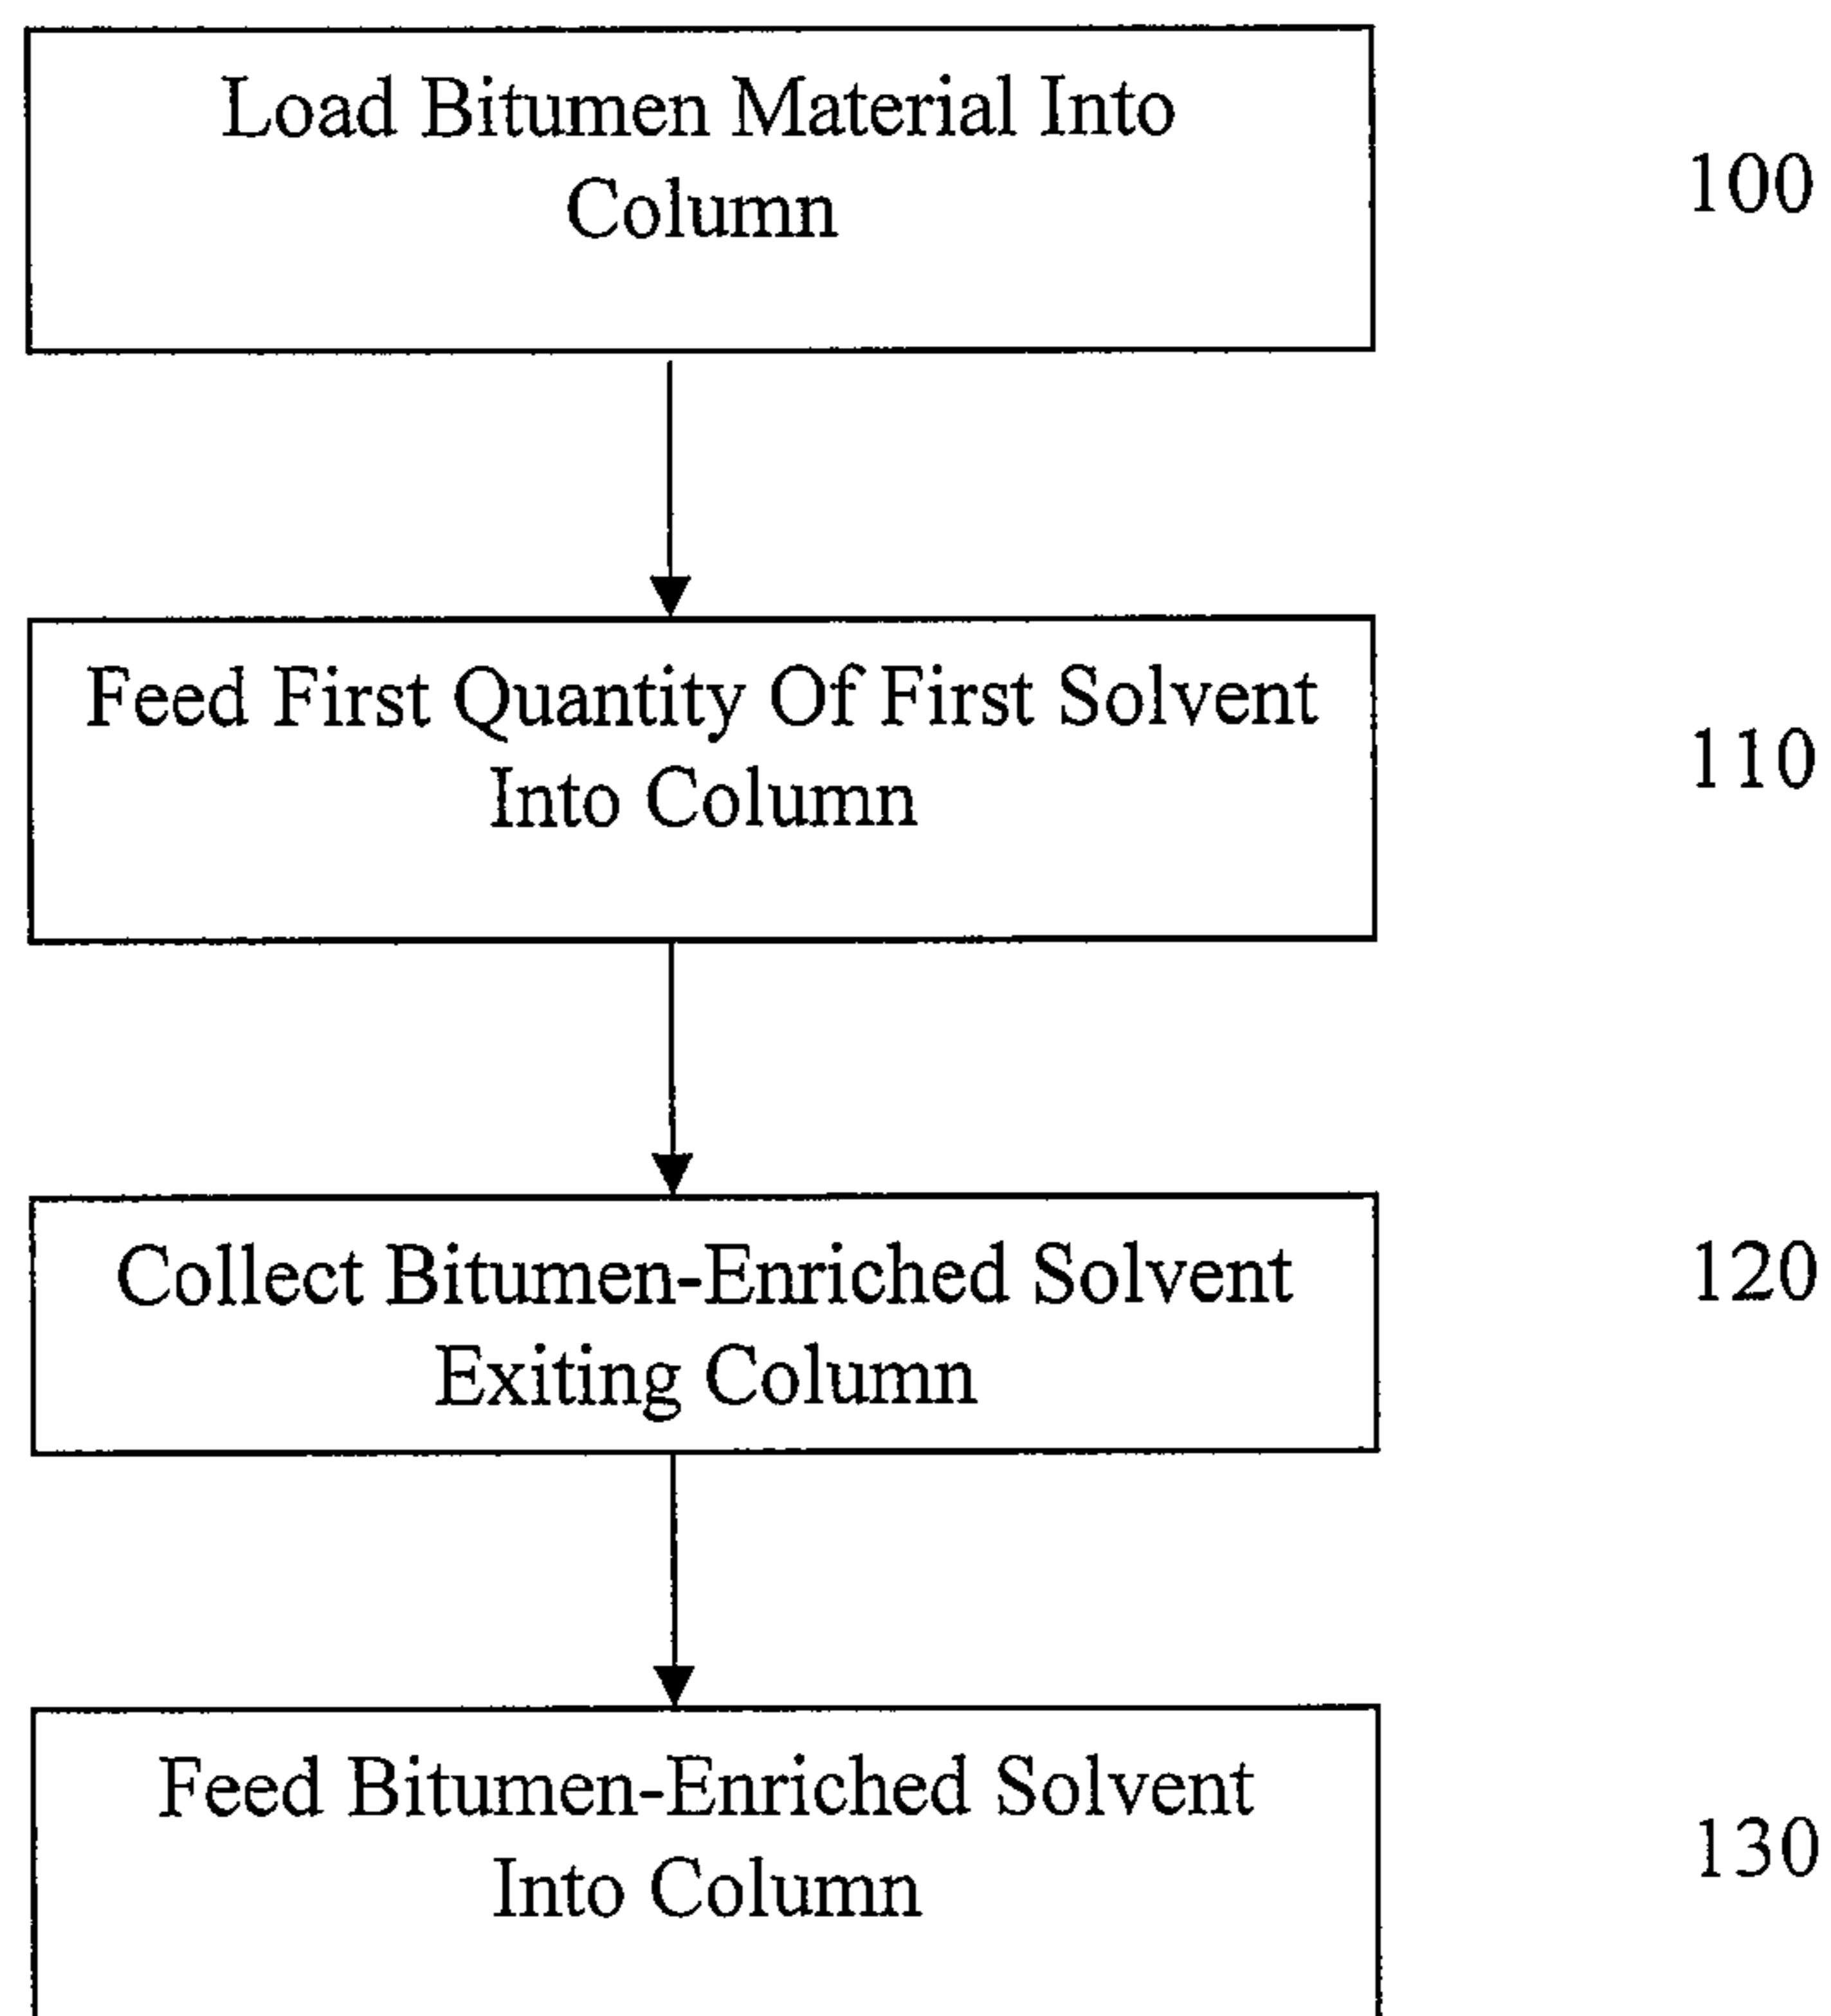 Load Bitumen Material Into
Column
100
Feed First Quantity Of First Solvent
Into Column
110
Collect Bitumen-Enriched Solvent
Exiting Column
120
Feed Bitumen-Enriched Solvent
Into Column
130